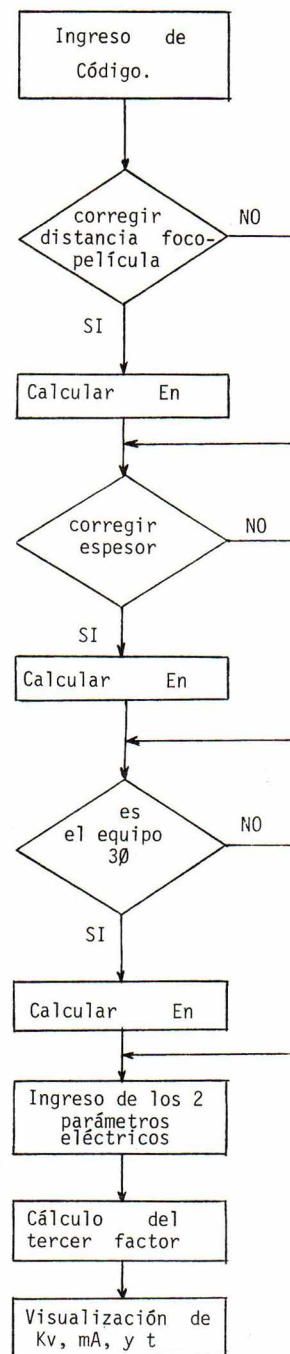 Ingreso de
Código.
corregir
distancia foco-
película
NO
SI
Calcular En
corregir
espesor
NO
SI
Calcular En
es
el equipo
3Ø
NO
SI
Calcular En
Ingreso de los 2
parámetros
eléctricos
Cálculo del
tercer factor
Visualización de
Kv, mA, y t